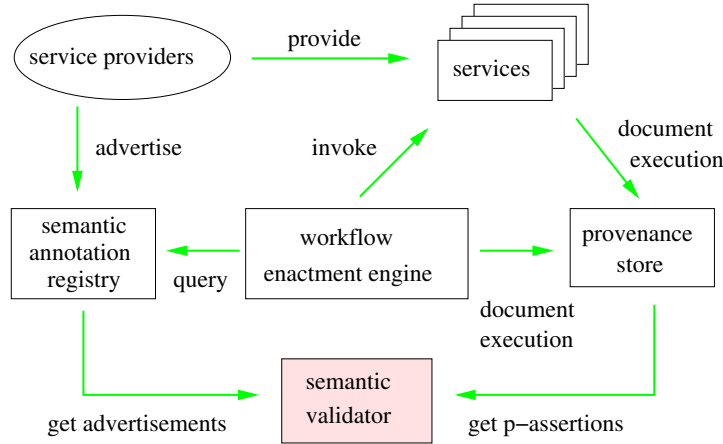 provide
service providers
services
advertise
invoke
document
execution
semantic
annotation
registry
workflow
enactment engine
provenance
store
query
document
execution
semantic
validator
get advertisements
get p−assertions